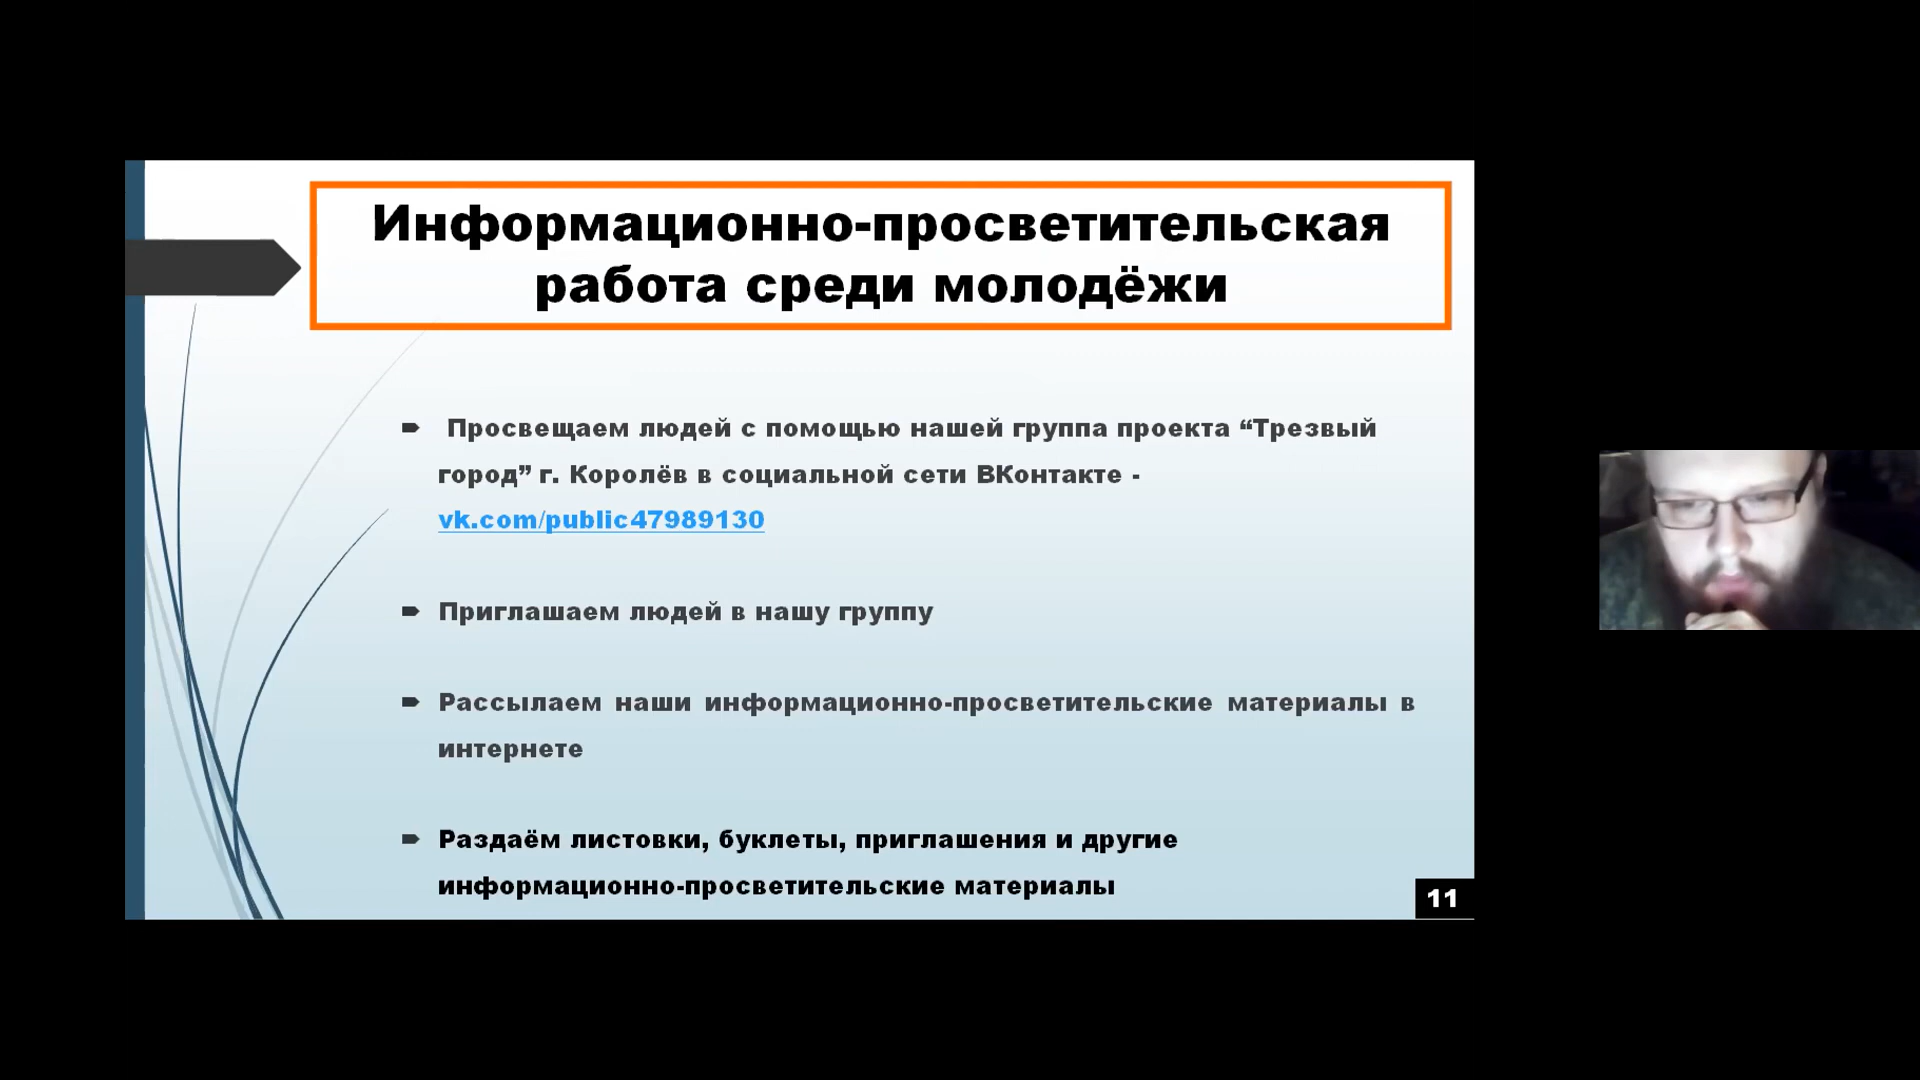 Информационно-просветительская
работа среди молодёжи
Просвещаем людей с помощью нашей группа проекта “Трезвый
город” г. Королёв в социальной сети ВКонтакте -
vk.com/public47989130
Приглашаем людей в нашу группу
Рассылаем наши информационно-просветительские материалы в
интернете
Раздаём листовки, буклеты, приглашения и другие
информационно-просветительские материалы
11